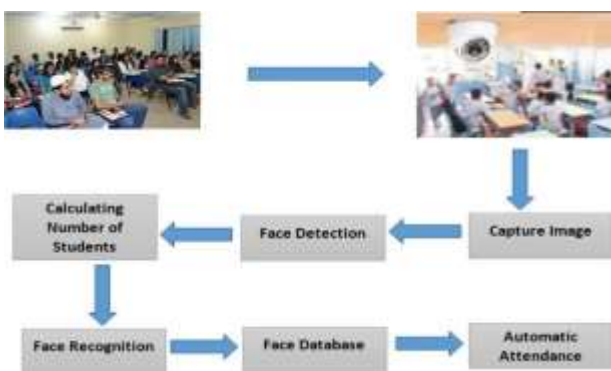 Calculating
Number of
Students
Face Detection
Capture Image
Face Recognition
Face Database
Automatic
Attendance